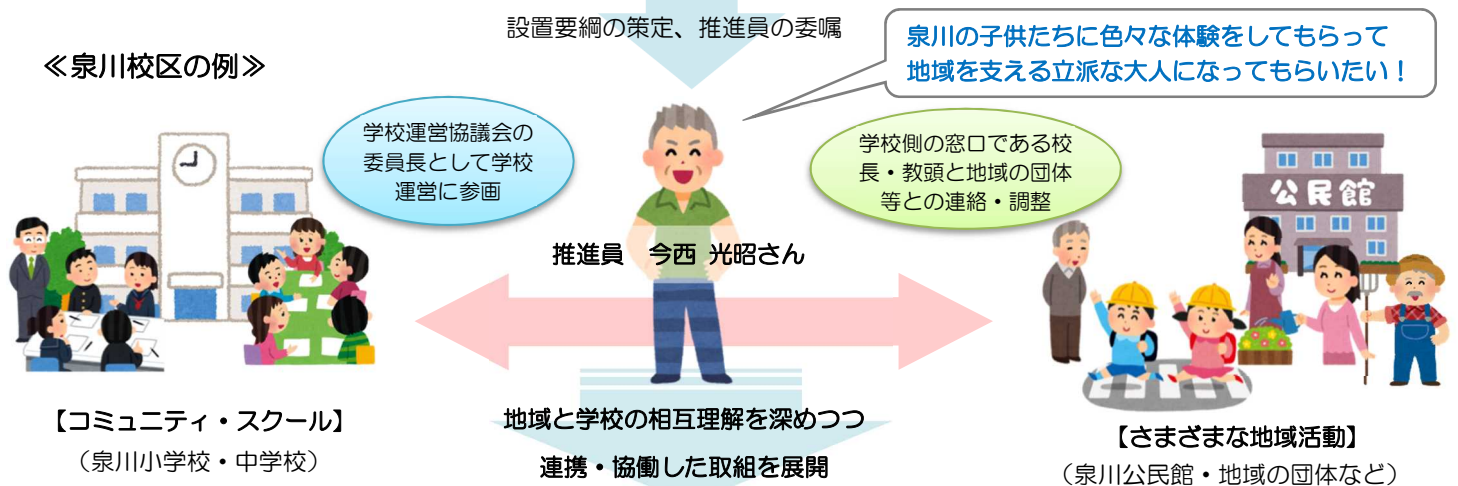 設置要綱の策定、推進員の委嘱
≪泉川校区の例≫
泉川の子供たちに色々な体験をしてもらって
地域を支える立派な大人になってもらいたい！
学校運営協議会の
委員長として学校
運営に参画
学校側の窓口である校
長・教頭と地域の団体
等との連絡・調整
公民館
推進員　今西 光昭さん
【コミュニティ・スクール】
（泉川小学校・中学校）
地域と学校の相互理解を深めつつ
連携・協働した取組を展開
【さまざまな地域活動】
（泉川公民館・地域の団体など）